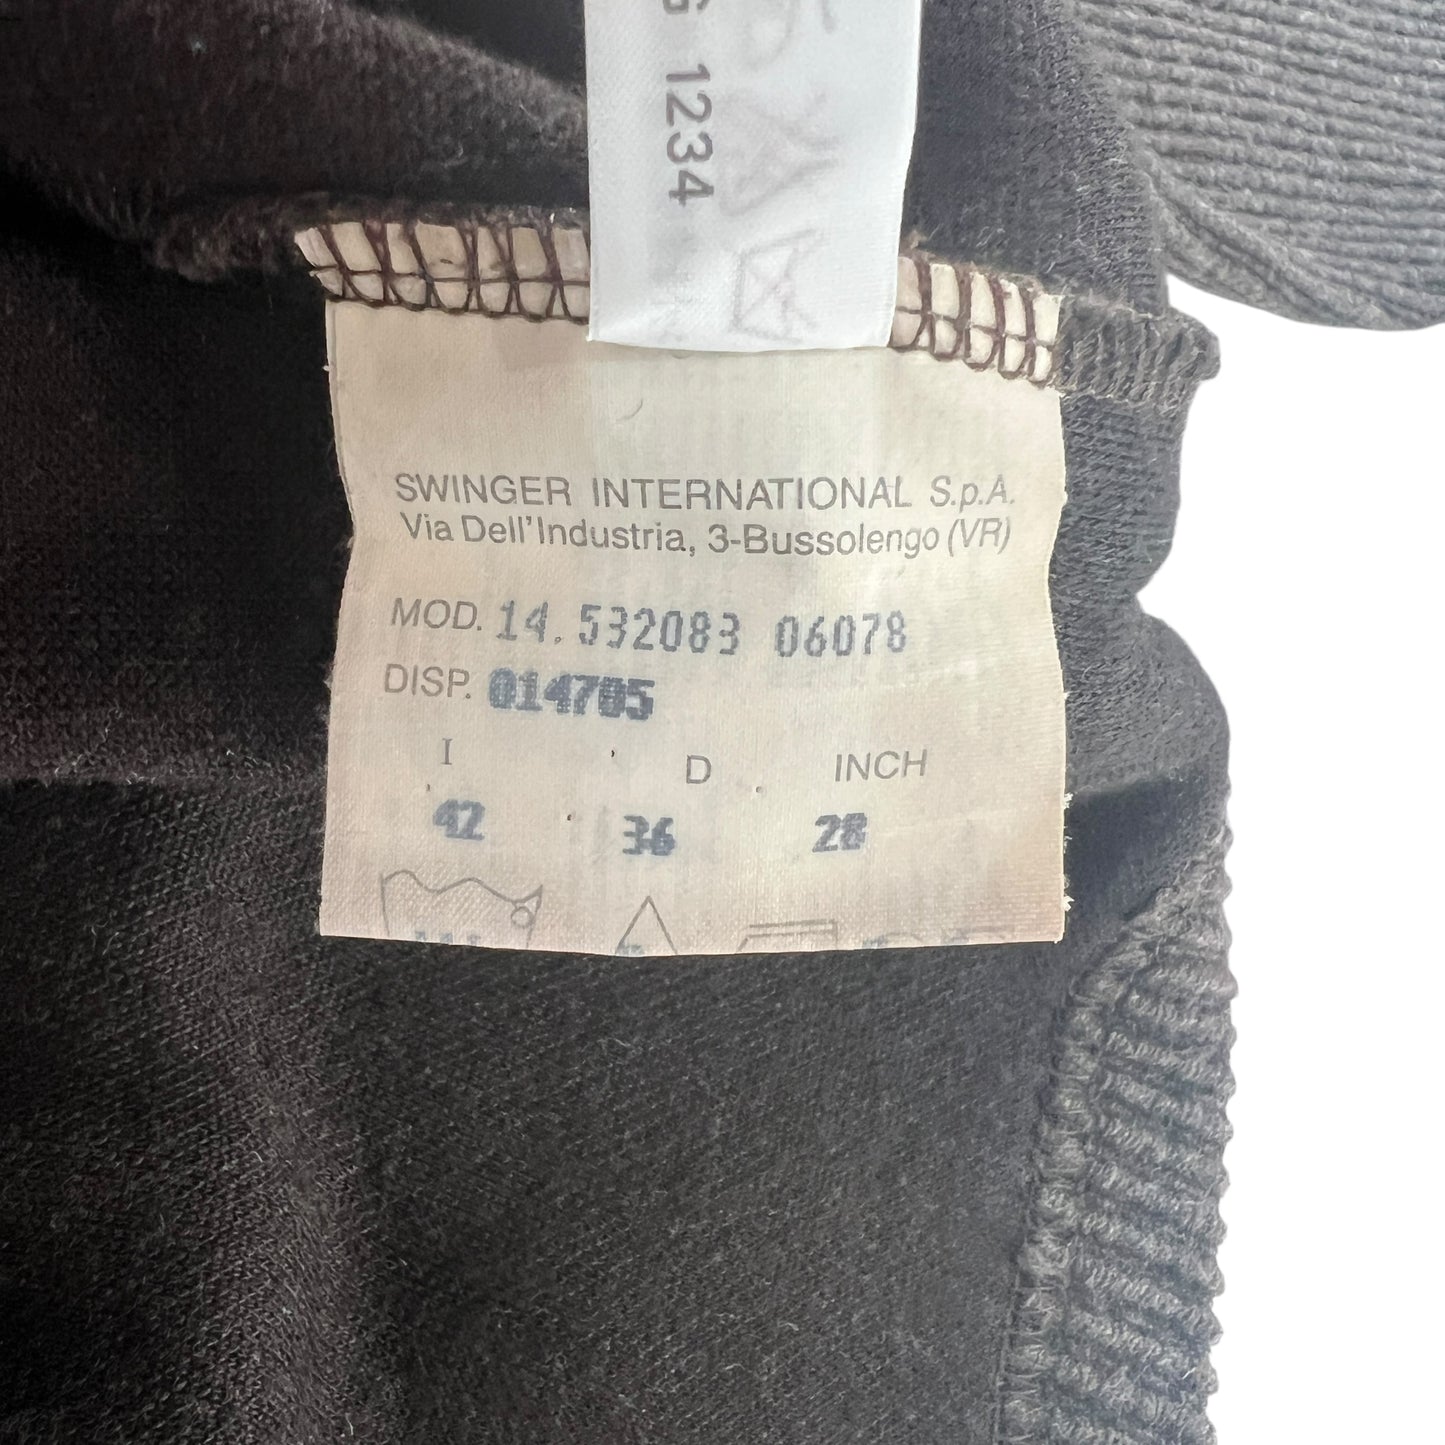 1234
SWINGER INTERNATIONAL S.p.A.
Via Dell'Industria, 3-Bussolengo (VR)
MOD. 14.532083 06078
DISP. 014705
I D INCH
42 36 28